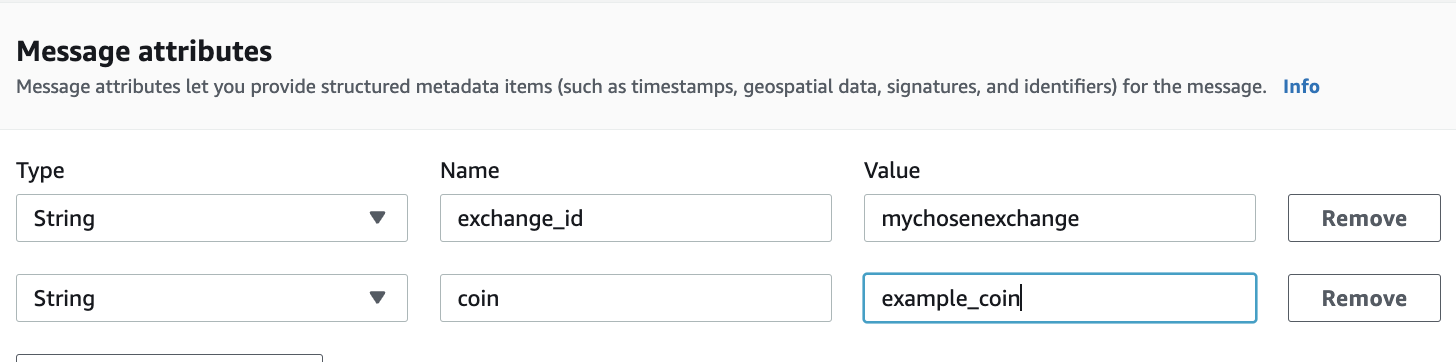 Message attributes
Message attributes let you provide structured metadata items (such as timestamps, geospatial data, signatures, and identifiers) for the message. Info
Type Name Value
String exchange_id mychosenexchange Remove
String coin example_coin Remove